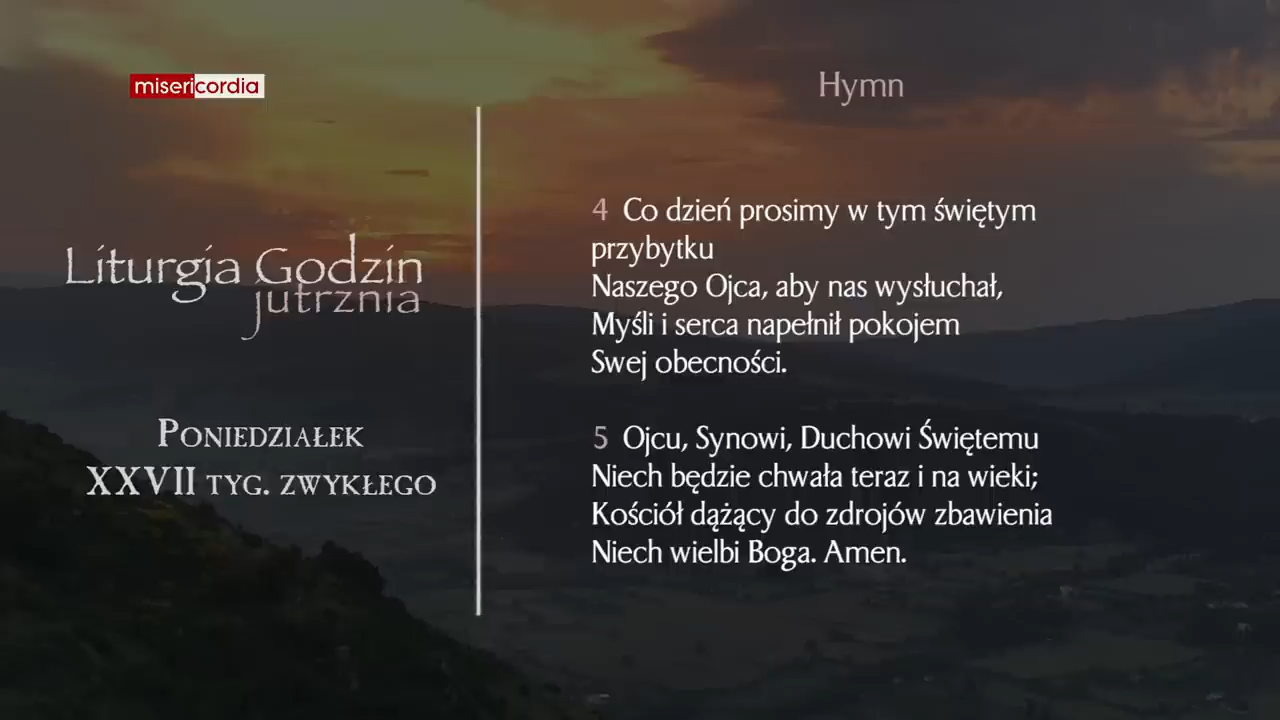 misericordia
Liturgia Godzin
jutrznia
Poniedziałek
XXVII tyg. zwykłego
Hymn
4 Co dzień prosimy w tym świętym
przybytku
Naszego Ojca, aby nas wysłuchał,
Myśli i serca napełnił pokojem
Swej obecności.
5 Ojcu, Synowi, Duchowi Świętemu
Niech będzie chwała teraz i na wieki;
Kościół dążący do zdrojów zbawienia
Niech wielbi Boga. Amen.